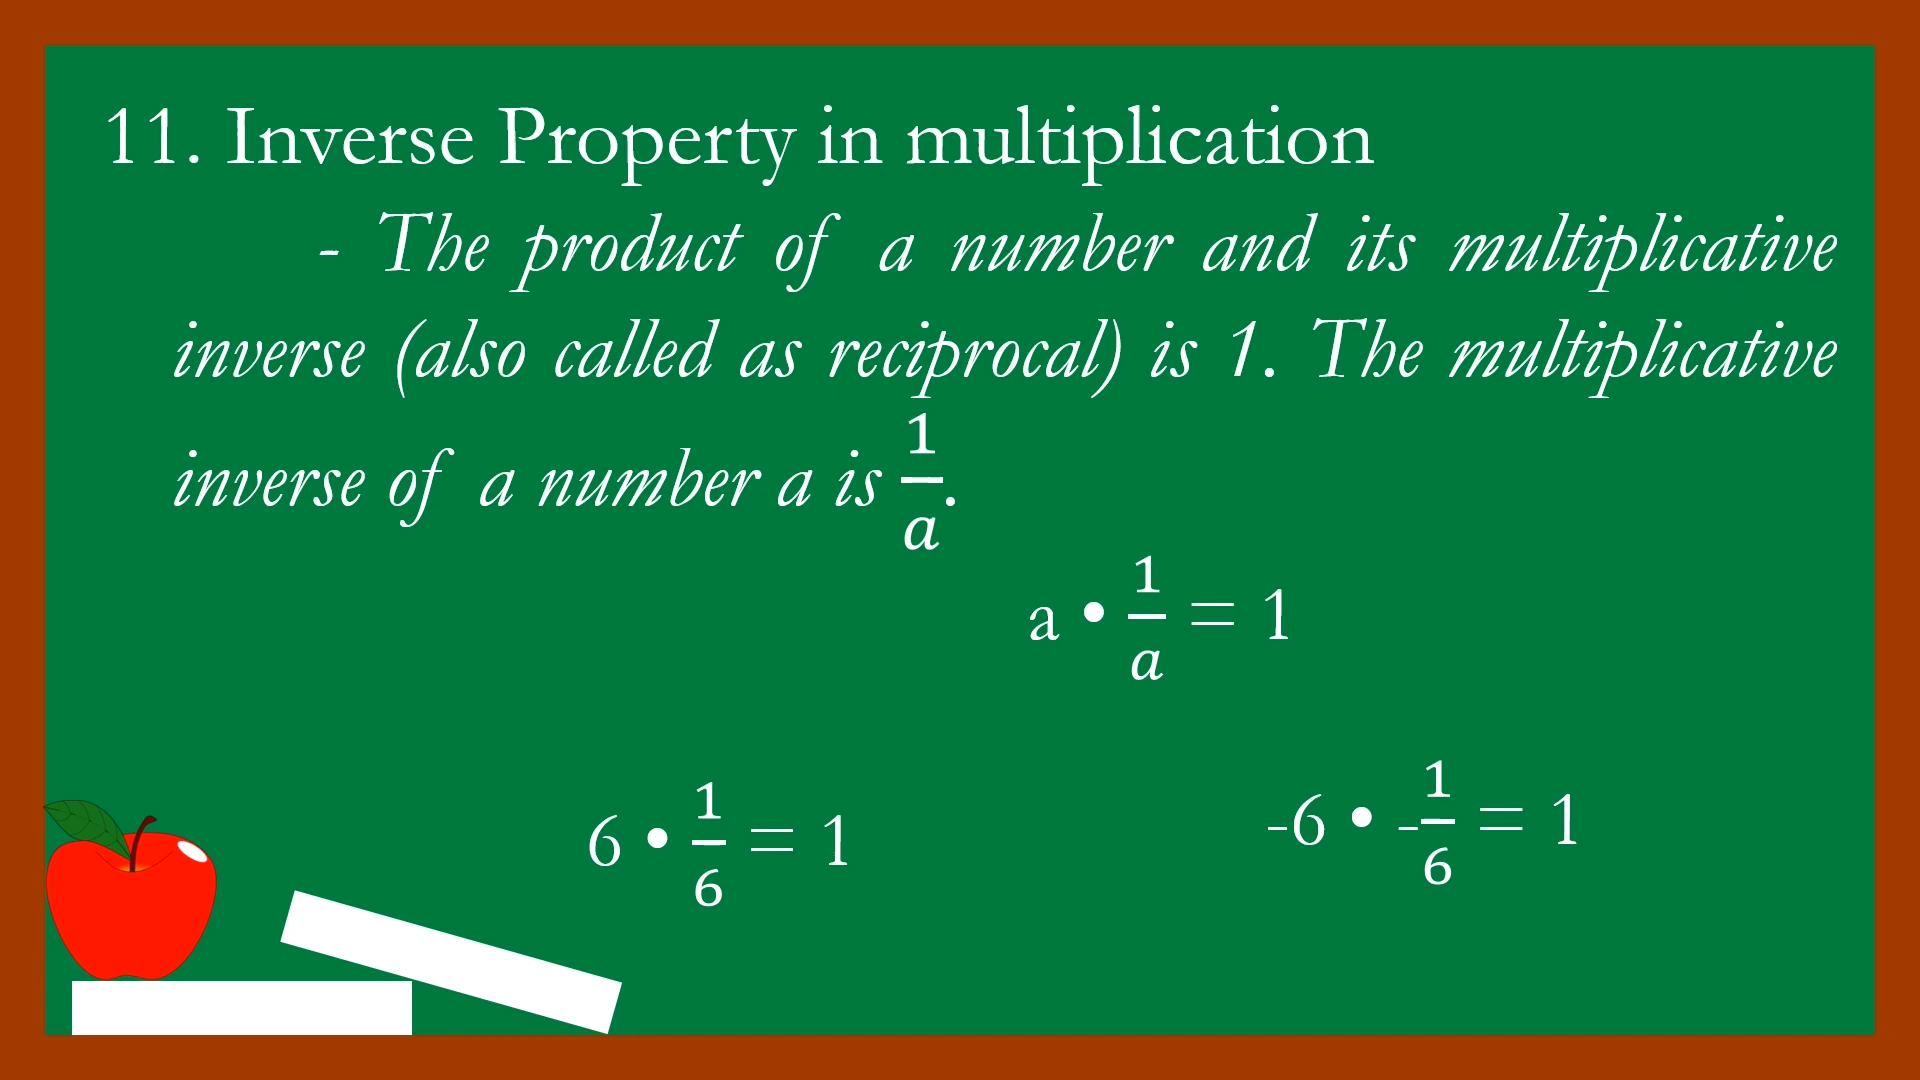 11. Inverse Property in multiplication
- The product of a number and its multiplicative
inverse (also called as reciprocal) is 1. The multiplicative
inverse of a number a is 1/a.
a • 1/a = 1
6 • 1/6 = 1
-6 • -1/6 = 1